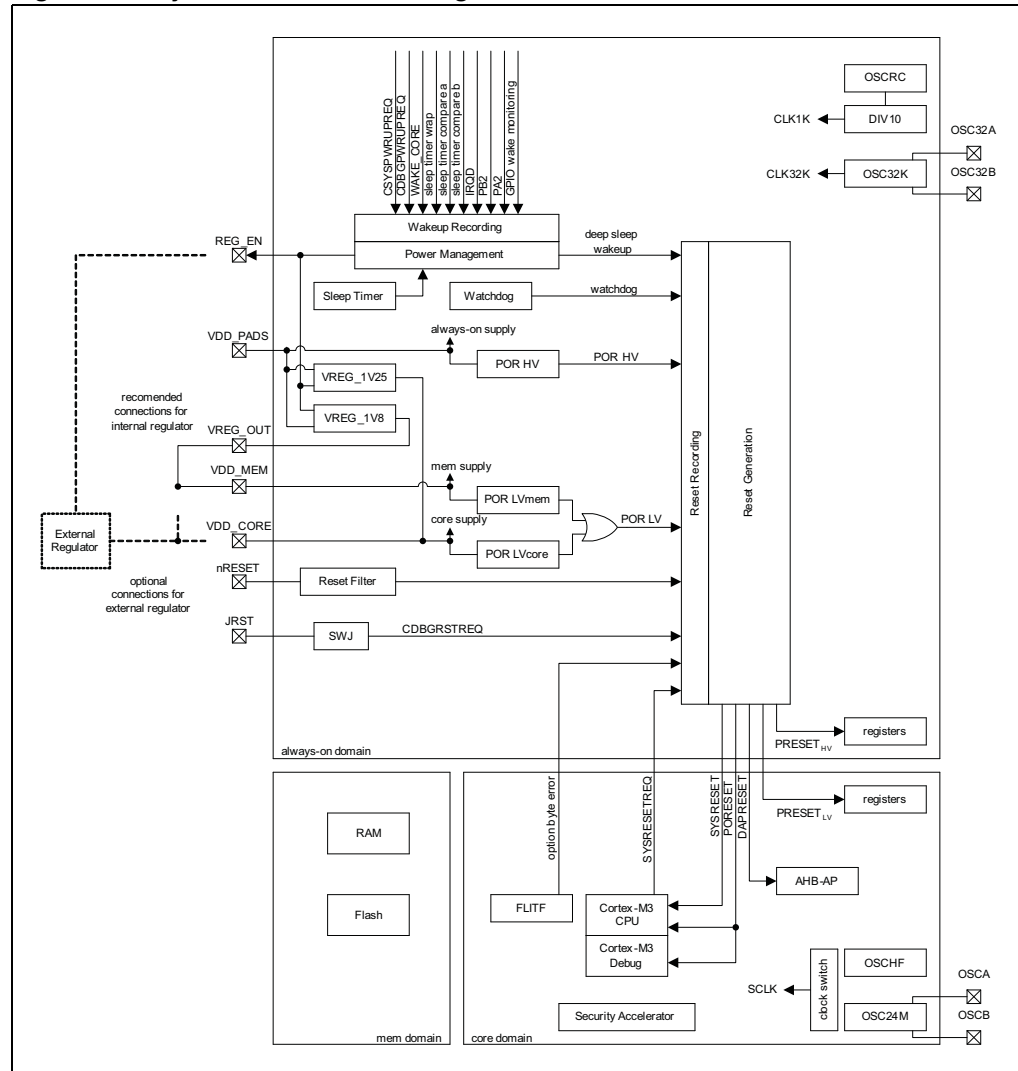 CSYSPWRUPREQ
CDBGPWRUPREQ
WAKE_CORE
sleep timer wrap
sleep timer compare a
sleep timer compare b
IRQD
PB2
PA2
GPIO wake monitoring
OSCRC
CLK1K
DIV10
OSC32A
CLK32K
OSC32K
OSC32B
Wakeup Recording
REG_EN
Power Management
deep sleep
wakeup
Sleep Timer
Watchdog
watchdog
VDD_PADS
always-on supply
POR HV
POR HV
VREG_1V25
recomended
connections for
internal regulator
VREG_1V8
VREG_OUT
VDD_MEM
mem supply
POR LVmem
Reset Recording
Reset Generation
External
Regulator
VDD_CORE
core supply
POR LV
POR LVcore
optional
connections for
external regulator
nRESET
Reset Filter
JRST
SWJ
CDBGRSTREQ
PRESETHV
registers
always-on domain
option byte error
SYSRESETREQ
SYSRESET
PORESET
DAPRESET
PRESETLV
registers
RAM
Flash
FLITF
Cortex-M3
CPU
Cortex-M3
Debug
AHB-AP
SCLK
clock switch
OSCHF
OSC24M
OSCA
OSCB
Security Accelerator
mem domain
core domain